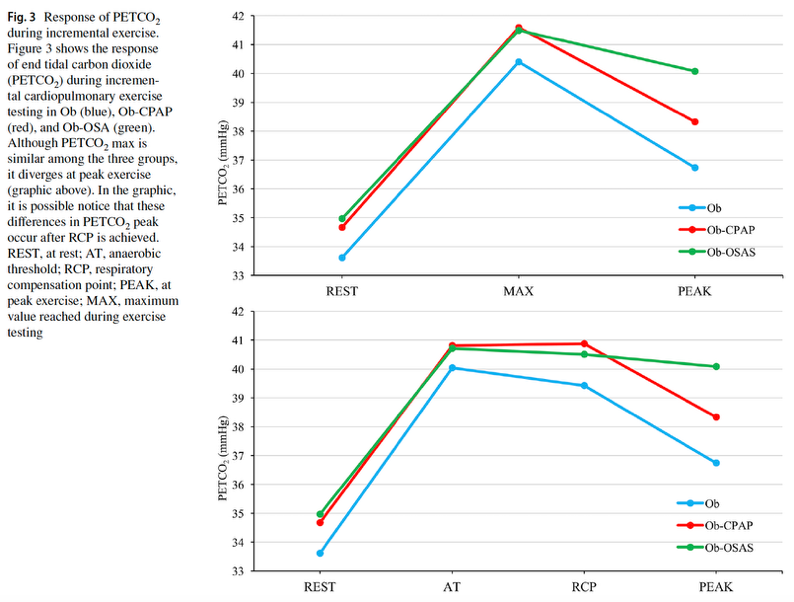 Fig. 3 Response of PETCO₂
during incremental exercise.
Figure 3 shows the response
of end tidal carbon dioxide
(PETCO₂) during incremen-
tal cardiopulmonary exercise
testing in Ob (blue), Ob-CPAP
(red), and Ob-OSA (green).
Although PETCO₂ max is
similar among the three groups,
it diverges at peak exercise
(graphic above). In the graphic,
it is possible notice that these
differences in PETCO₂ peak
occur after RCP is achieved.
REST, at rest; AT, anaerobic
threshold; RCP, respiratory
compensation point; PEAK, at
peak exercise; MAX, maximum
value reached during exercise
testing
PETCO₂ (mmHg)
42
41
40
39
38
37
36
35
34
33
REST MAX PEAK
Ob
Ob-CPAP
Ob-OSAS
PETCO₂ (mmHg)
42
41
40
39
38
37
36
35
34
33
REST AT RCP PEAK
Ob
Ob-CPAP
Ob-OSAS